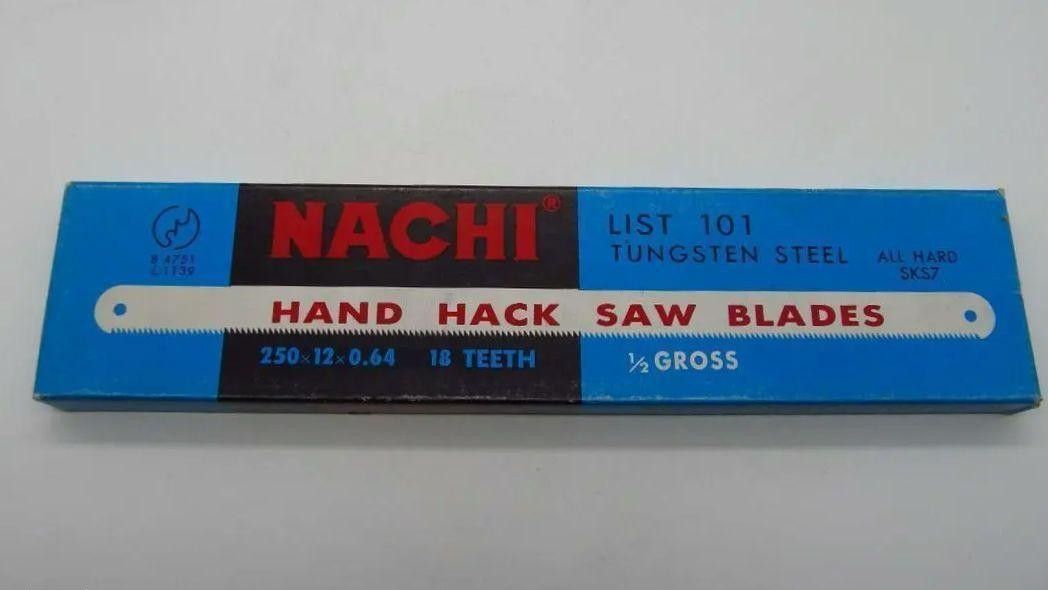 NACHI®
LIST 101
TUNGSTEN STEEL
ALL HARD
SKS7
B 4751
L 1139
HAND HACK SAW BLADES
250×12×0.64 18 TEETH
½ GROSS